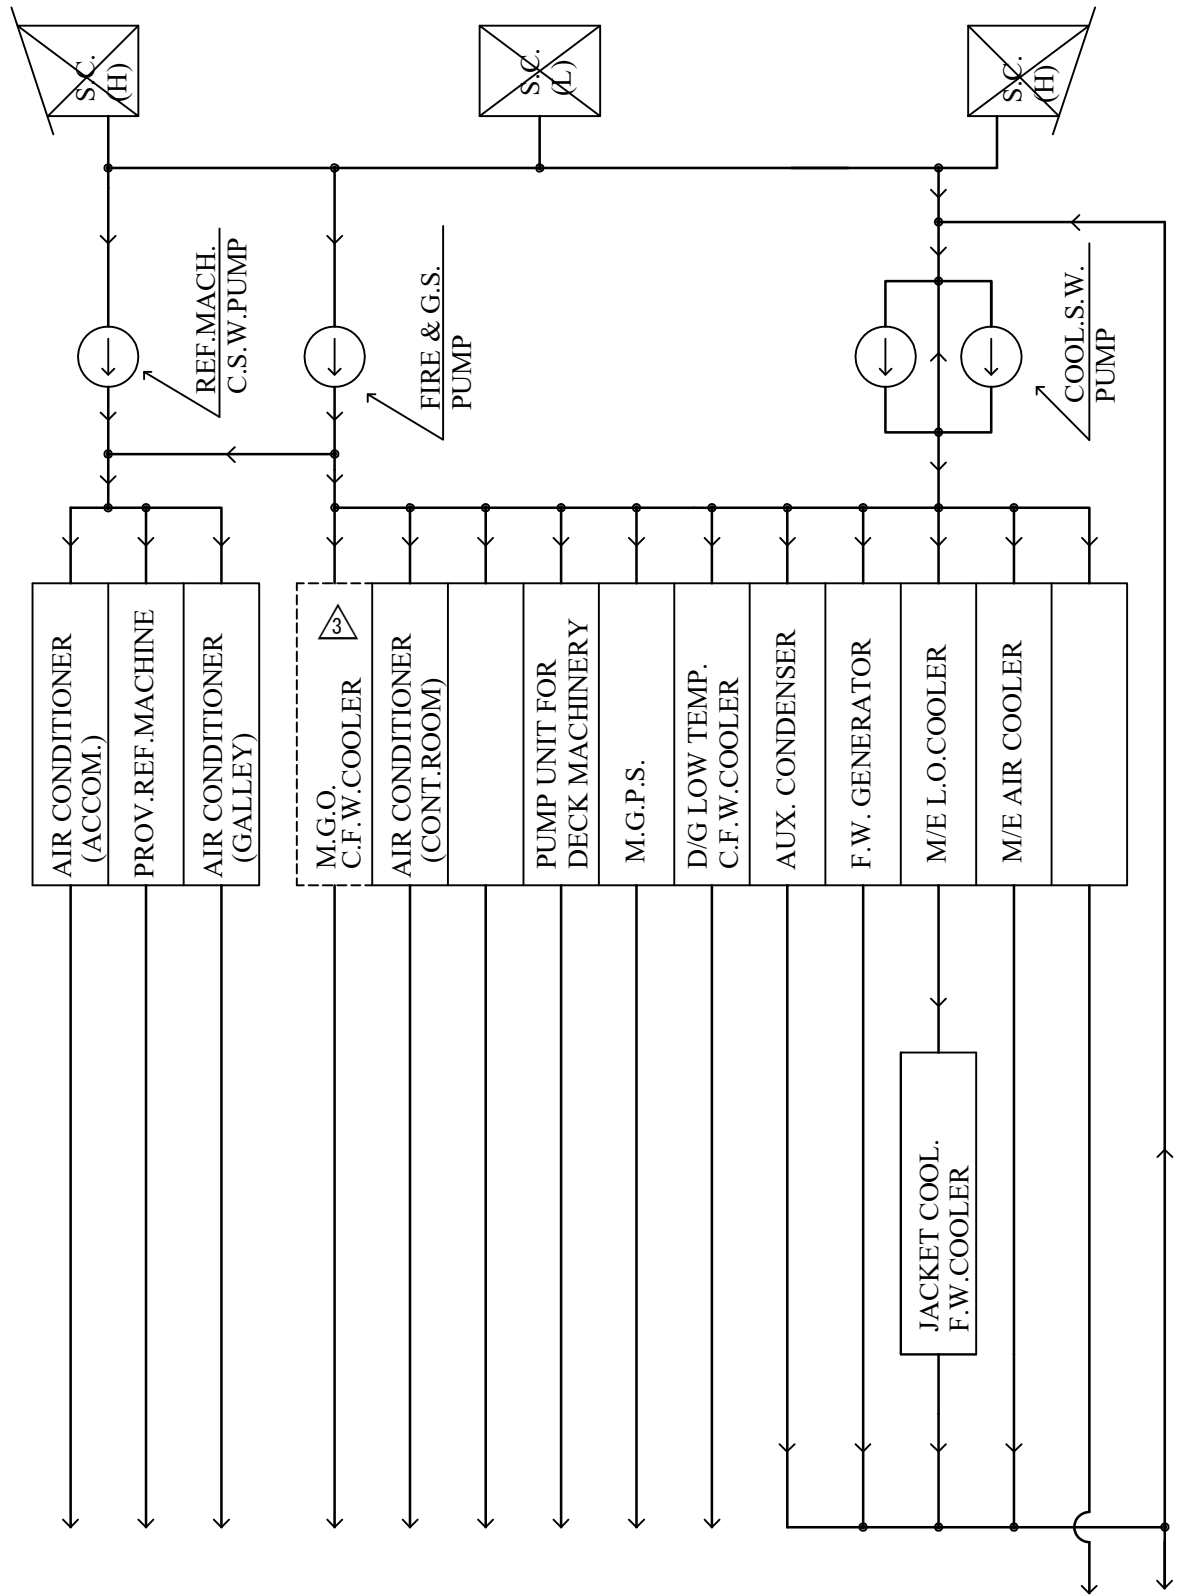 S.C.
(H)
S.C.
(L)
S.C.
(H)
REF.MACH.
C.S.W.PUMP
FIRE & G.S.
PUMP
COOL.S.W.
PUMP
AIR CONDITIONER
(ACCOM.)
PROV.REF.MACHINE
AIR CONDITIONER
(GALLEY)
3
M.G.O.
C.F.W.COOLER
AIR CONDITIONER
(CONT.ROOM)
PUMP UNIT FOR
DECK MACHINERY
M.G.P.S.
D/G LOW TEMP.
C.F.W.COOLER
AUX. CONDENSER
F.W. GENERATOR
M/E L.O.COOLER
M/E AIR COOLER
JACKET COOL.
F.W.COOLER